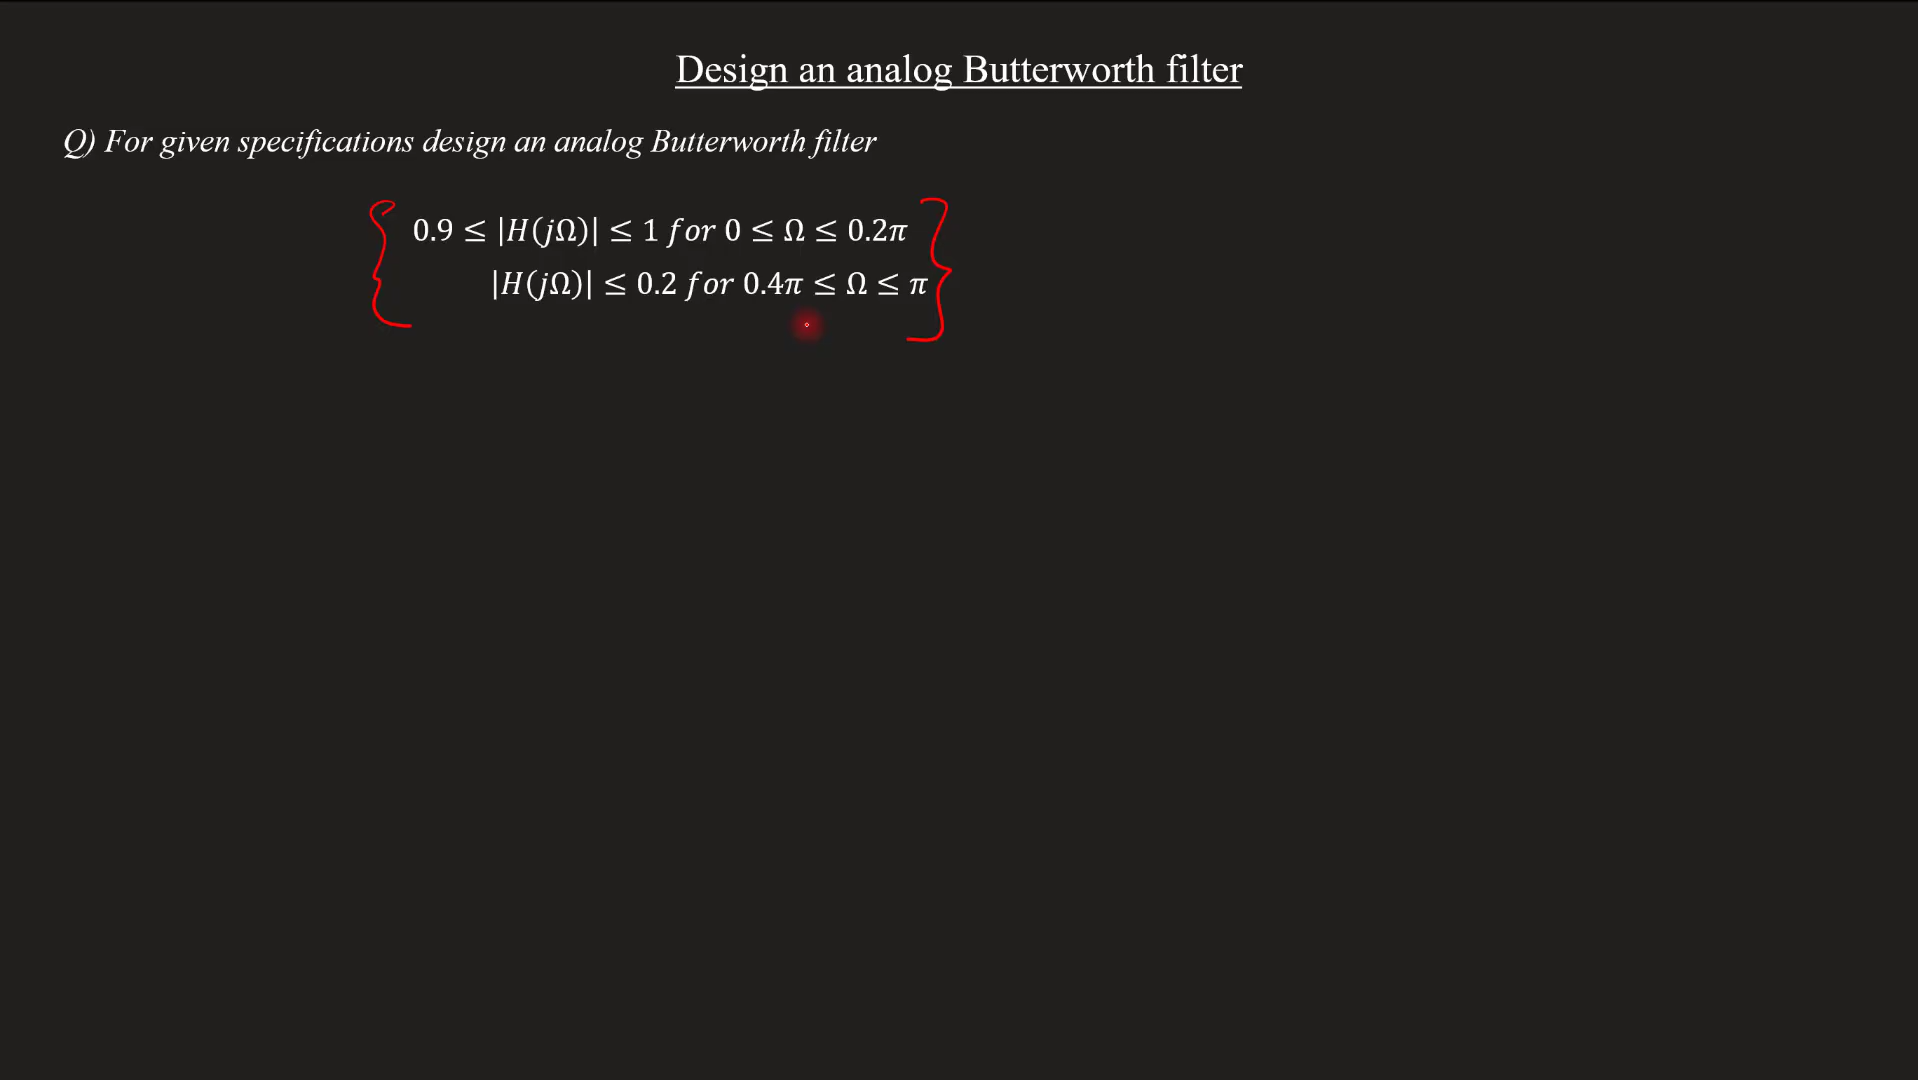 Design an analog Butterworth filter
Q) For given specifications design an analog Butterworth filter
0.9 ≤ |H(jΩ)| ≤ 1 for 0 ≤ Ω ≤ 0.2π
|H(jΩ)| ≤ 0.2 for 0.4π ≤ Ω ≤ π